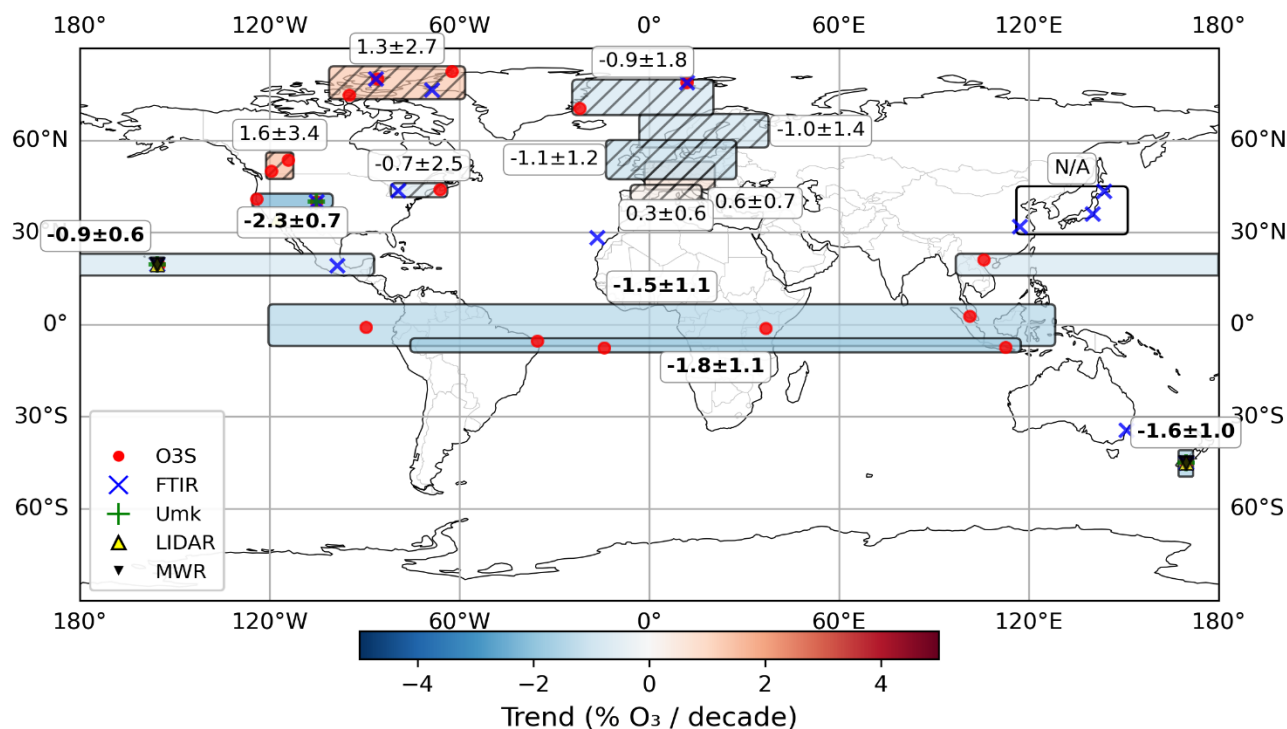 180° 120°W 60°W 0° 60°E 120°E 180°
1.3±2.7
-0.9±1.8
60°N 60°N
1.6±3.4
-1.0±1.4
-0.7±2.5
-1.1±1.2
N/A
0.6±0.7
0.3±0.6
-2.3±0.7
-0.9±0.6
30°N 30°N
-1.5±1.1
0° 0°
-1.8±1.1
30°S 30°S
-1.6±1.0
O3S
FTIR
Umk
LIDAR
MWR
60°S 60°S
180° 120°W 60°W 0° 60°E 120°E 180°
−4 −2 0 2 4
Trend (% O₃ / decade)